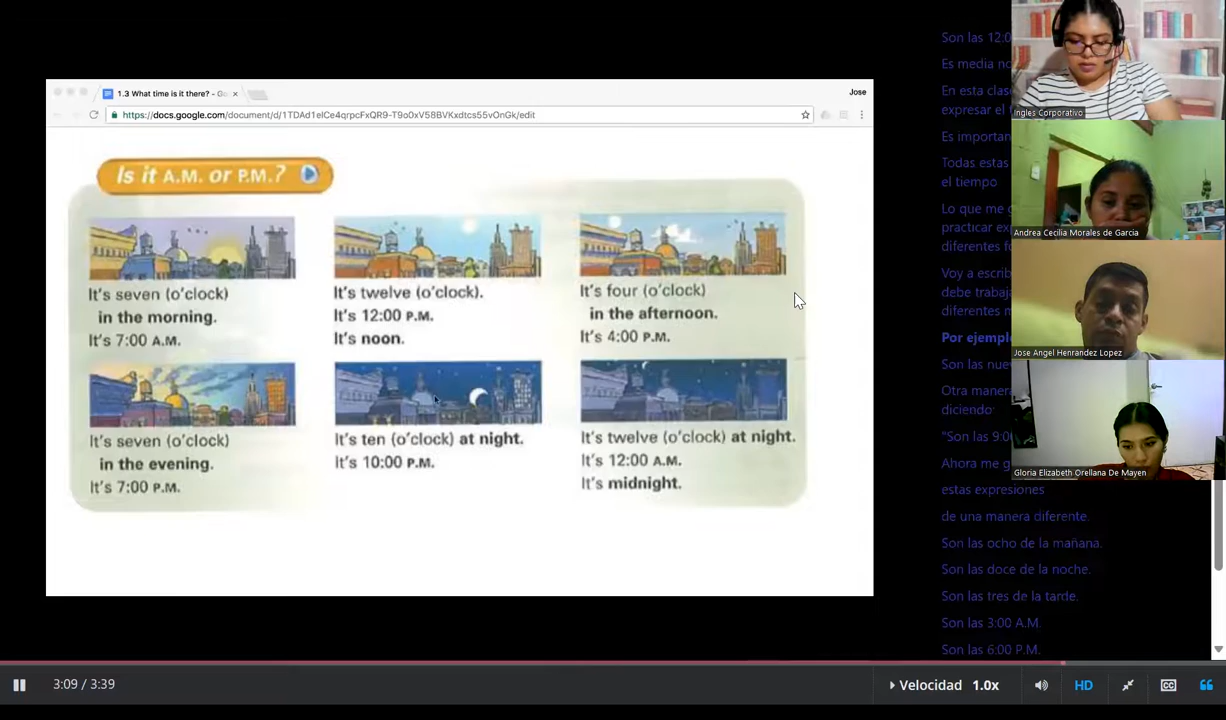 1.3 What time is it there? - G
Jose
https://docs.google.com/document/d/1TDAd1elCe4qrpcFxQR9-T9o0xV58BVKxdtcs55vOnGk/edit
Is it A.M. or P.M.?
It's seven (o'clock)
in the morning.
It's 7:00 A.M.
It's twelve (o'clock).
It's 12:00 P.M.
It's noon.
It's four (o'clock)
in the afternoon.
It's 4:00 P.M.
It's seven (o'clock)
in the evening.
It's 7:00 P.M.
It's ten (o'clock) at night.
It's 10:00 P.M.
It's twelve (o'clock) at night.
It's 12:00 A.M.
It's midnight.
Son las 12:0
Es media no
En esta clas
expresar el
Es importan
Todas estas
el tiempo
Lo que me g
practicar ex
diferentes fo
Voy a escrib
debe trabaj
diferentes m
Por ejempl
Son las nue
Otra maner
diciendo:
"Son las 9:0
Ahora me g
estas expresiones
de una manera diferente.
Son las ocho de la mañana.
Son las doce de la noche.
Son las tres de la tarde.
Son las 3:00 A.M.
Son las 6:00 P.M.
Ingles Corporativo
Andrea Cecilia Morales de Garcia
Jose Angel Henrandez Lopez
Gloria Elizabeth Orellana De Mayen
3:09 / 3:39
Velocidad 1.0x
HD
CC